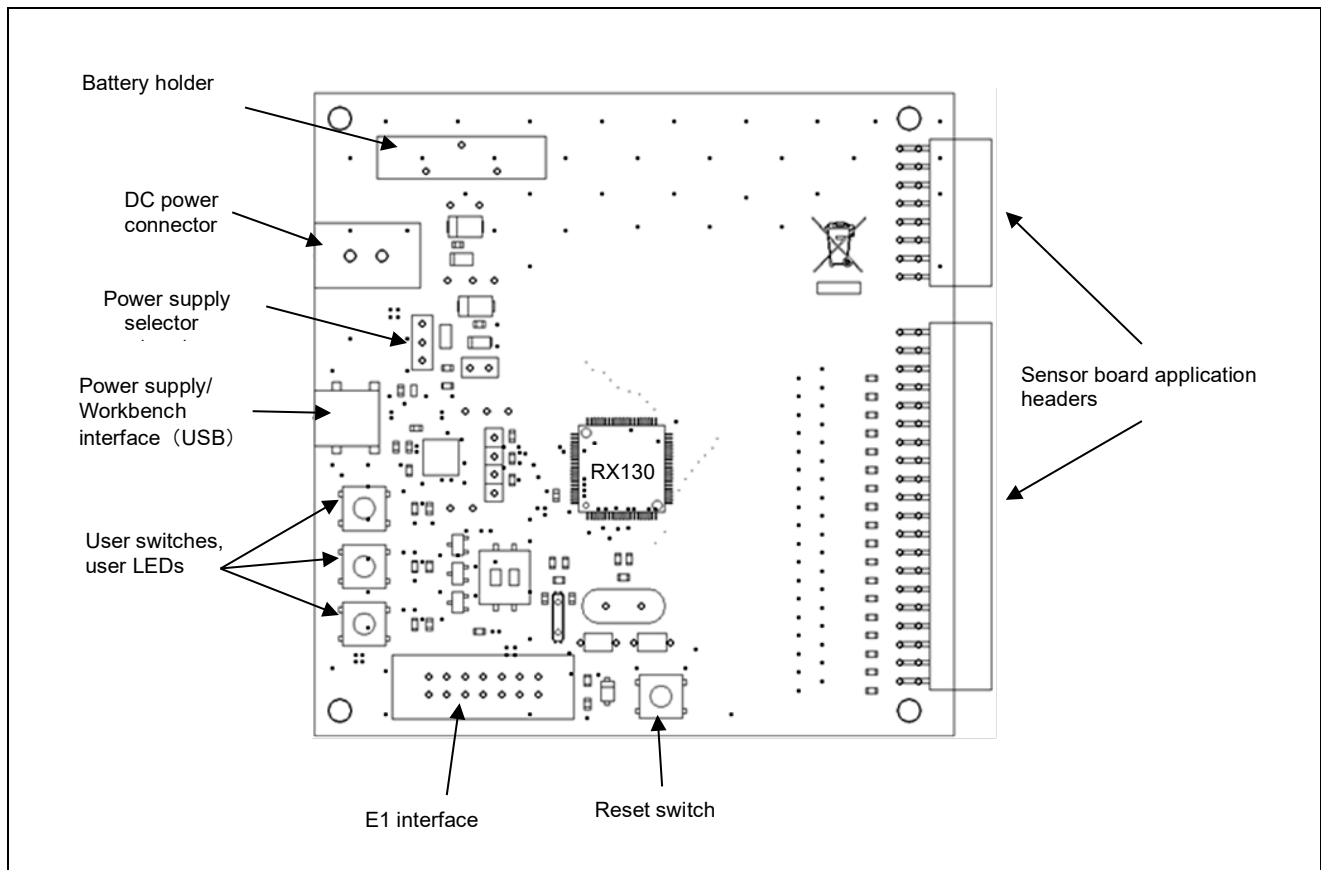 Battery holder
DC power
connector
Power supply
selector
Power supply/
Workbench
interface（USB）
User switches,
user LEDs
RX130
Sensor board application
headers
E1 interface
Reset switch